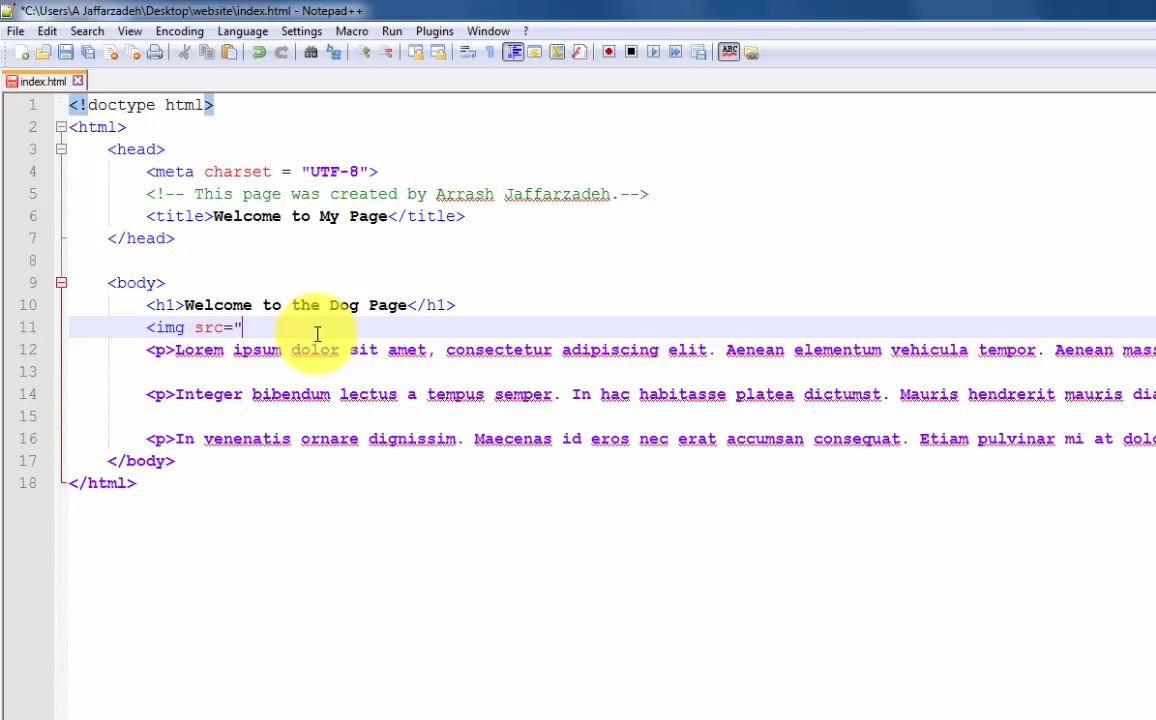 *C:\Users\A Jaffarzadeh\Desktop\website\index.html - Notepad++
File Edit Search View Encoding Language Settings Macro Run Plugins Window ?
ABC
index.html
1 <!doctype html>
2 <html>
3 <head>
4 <meta charset = "UTF-8">
5 <!-- This page was created by Arrash Jaffarzadeh.-->
6 <title>Welcome to My Page</title>
7 </head>
8
9 <body>
10 <h1>Welcome to the Dog Page</h1>
11 <img src="
12 <p>Lorem ipsum dolor sit amet, consectetur adipiscing elit. Aenean elementum vehicula tempor. Aenean mass
13
14 <p>Integer bibendum lectus a tempus semper. In hac habitasse platea dictumst. Mauris hendrerit mauris dia
15
16 <p>In venenatis ornare dignissim. Maecenas id eros nec erat accumsan consequat. Etiam pulvinar mi at dolo
17 </body>
18 </html>